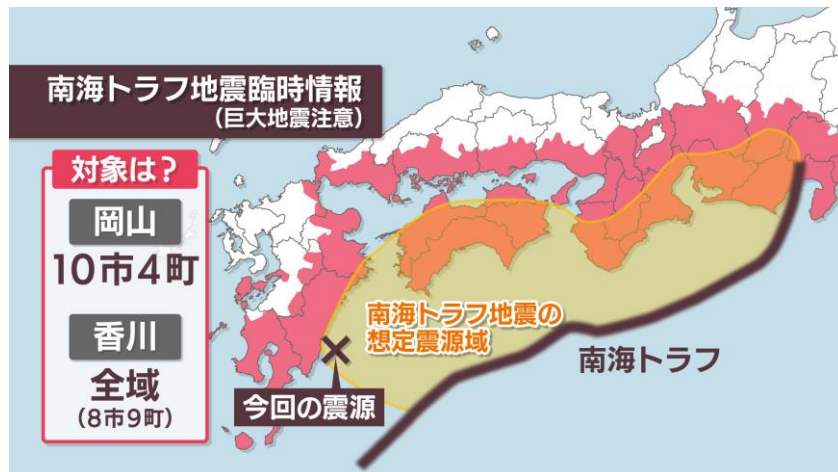 南海トラフ地震臨時情報
（巨大地震注意）
対象は？
岡山
10市4町
香川
全域
（8市9町）
南海トラフ地震の
想定震源域
南海トラフ
今回の震源